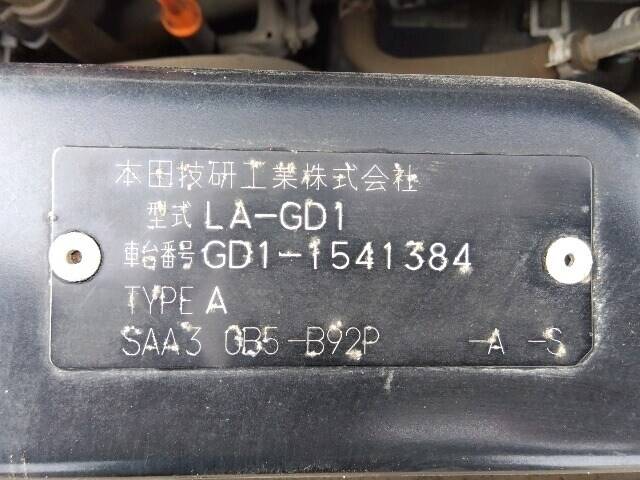 本田技研工業株式会社
型式 LA-GD1
車台番号 GD1-1541384
TYPE A
SAA3 0B5-B92P -A -S